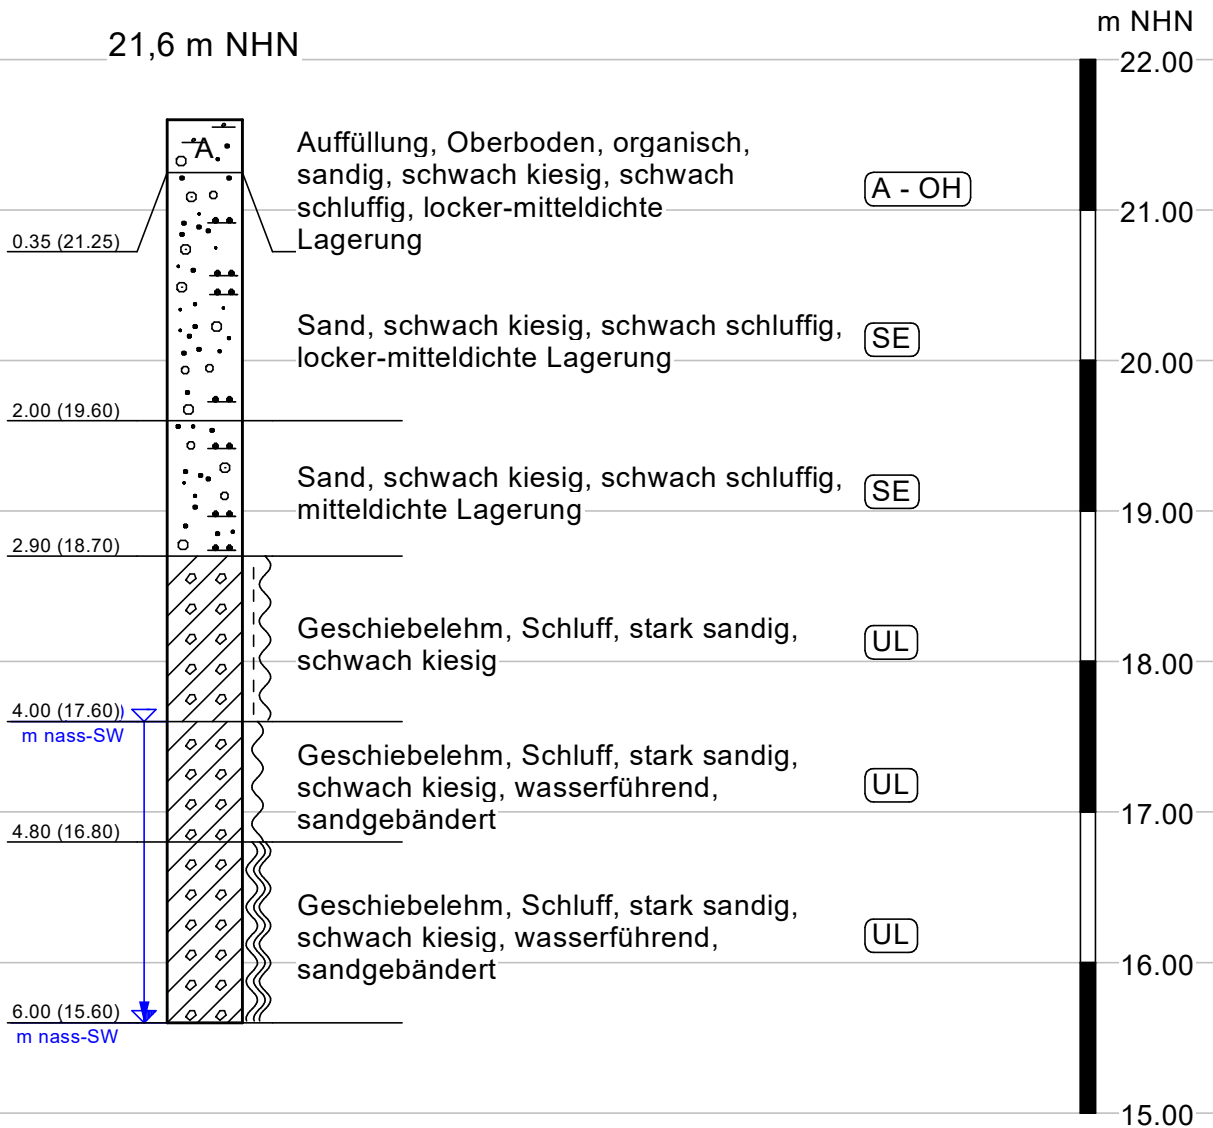 m NHN
21,6 m NHN
22.00
A
Auffüllung, Oberboden, organisch,
sandig, schwach kiesig, schwach
schluffig, locker-mitteldichte
Lagerung
A - OH
21.00
0.35 (21.25)
Sand, schwach kiesig, schwach schluffig,
locker-mitteldichte Lagerung
SE
20.00
2.00 (19.60)
Sand, schwach kiesig, schwach schluffig,
mitteldichte Lagerung
SE
19.00
2.90 (18.70)
Geschiebelehm, Schluff, stark sandig,
schwach kiesig
UL
18.00
4.00 (17.60)
m nass-SW
Geschiebelehm, Schluff, stark sandig,
schwach kiesig, wasserführend,
sandgebändert
UL
17.00
4.80 (16.80)
Geschiebelehm, Schluff, stark sandig,
schwach kiesig, wasserführend,
sandgebändert
UL
16.00
6.00 (15.60)
m nass-SW
15.00